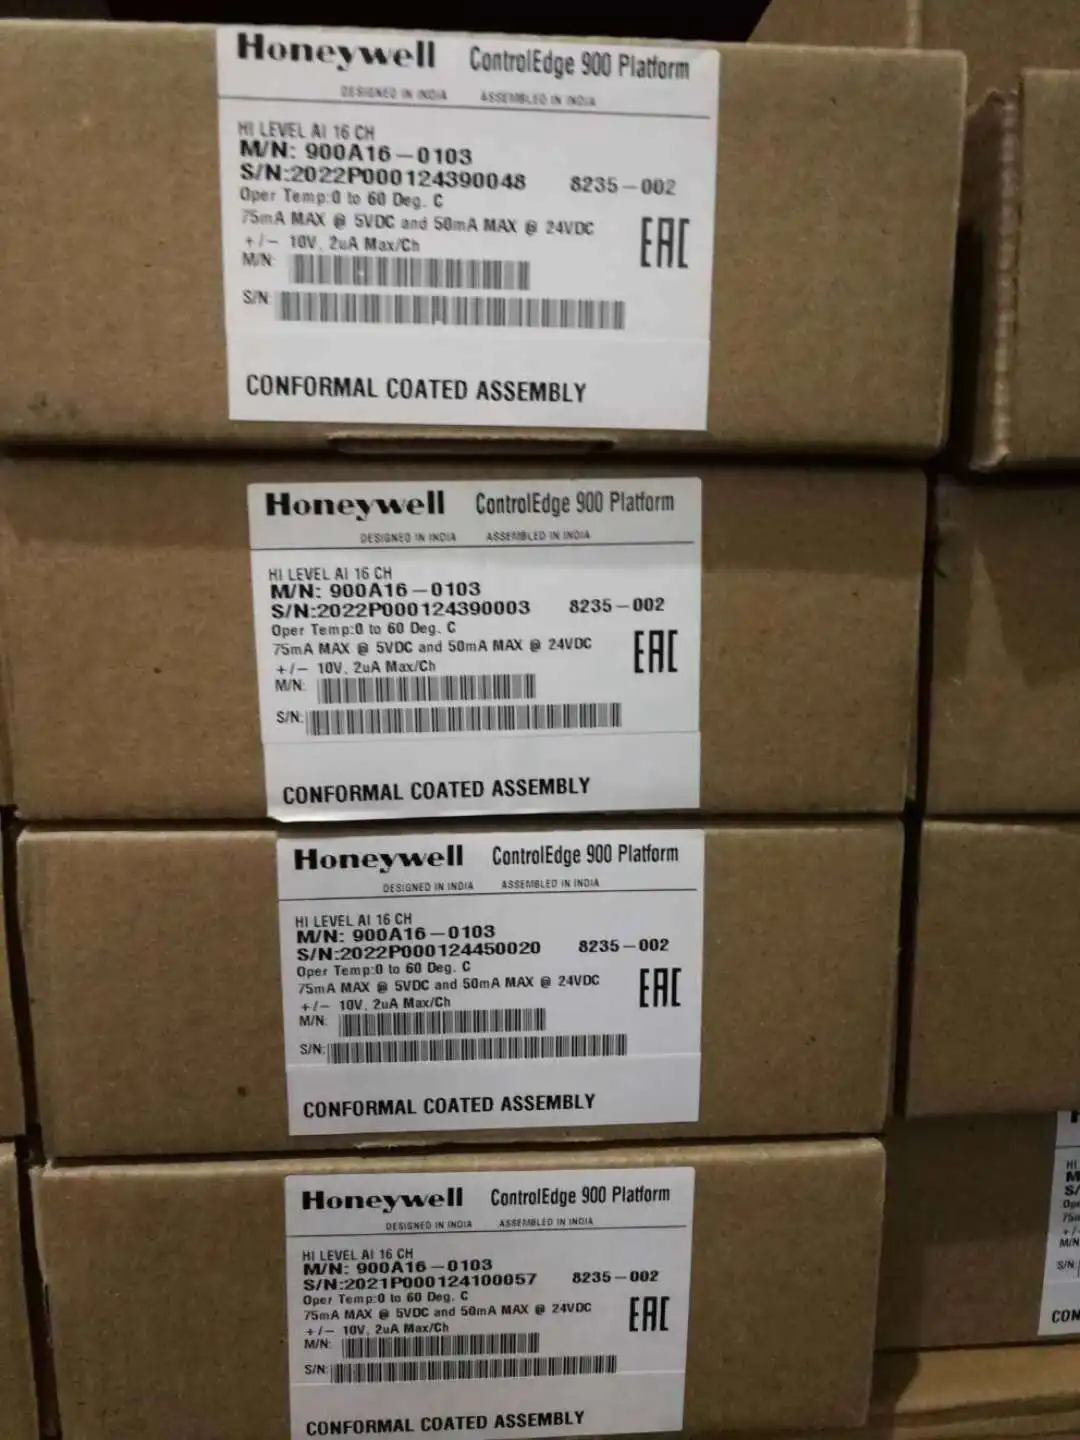 Honeywell ControlEdge 900 Platform
DESIGNED IN INDIA ASSEMBLED IN INDIA
HI LEVEL AI 16 CH
M/N: 900A16-0103
S/N:2022P000124390048 8235-002
Oper Temp:0 to 60 Deg. C
75mA MAX @ 5VDC and 50mA MAX @ 24VDC
+/- 10V, 2uA Max/Ch
EAC
M/N:
S/N:
CONFORMAL COATED ASSEMBLY
Honeywell ControlEdge 900 Platform
DESIGNED IN INDIA ASSEMBLED IN INDIA
HI LEVEL AI 16 CH
M/N: 900A16-0103
S/N:2022P000124390003 8235-002
Oper Temp:0 to 60 Deg. C
75mA MAX @ 5VDC and 50mA MAX @ 24VDC
+/- 10V, 2uA Max/Ch
EAC
M/N:
S/N:
CONFORMAL COATED ASSEMBLY
Honeywell ControlEdge 900 Platform
DESIGNED IN INDIA ASSEMBLED IN INDIA
HI LEVEL AI 16 CH
M/N: 900A16-0103
S/N:2022P000124450020 8235-002
Oper Temp:0 to 60 Deg. C
75mA MAX @ 5VDC and 50mA MAX @ 24VDC
+/- 10V, 2uA Max/Ch
EAC
M/N:
S/N:
CONFORMAL COATED ASSEMBLY
Honeywell ControlEdge 900 Platform
DESIGNED IN INDIA ASSEMBLED IN INDIA
HI LEVEL AI 16 CH
M/N: 900A16-0103
S/N:2021P000124100057 8235-002
Oper Temp:0 to 60 Deg. C
75mA MAX @ 5VDC and 50mA MAX @ 24VDC
+/- 10V, 2uA Max/Ch
EAC
M/N:
S/N:
CONFORMAL COATED ASSEMBLY
HI
M/N
S/N
CON